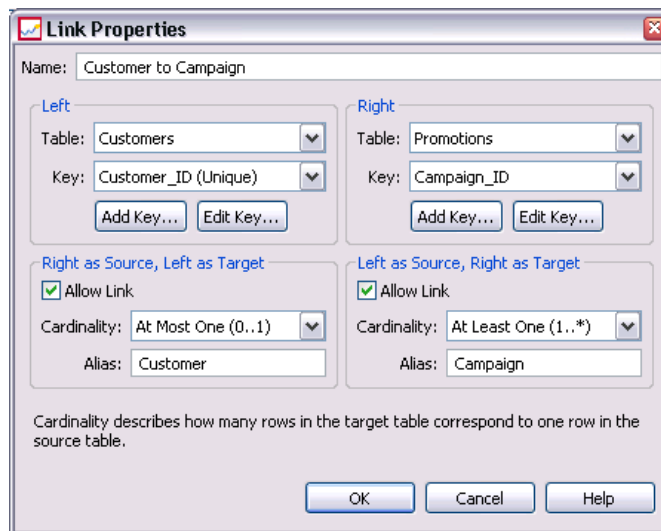 Link Properties
Name: Customer to Campaign
Left
Table: Customers
Key: Customer_ID (Unique)
Add Key... Edit Key...
Right
Table: Promotions
Key: Campaign_ID
Add Key... Edit Key...
Right as Source, Left as Target
Allow Link
Cardinality: At Most One (0..1)
Alias: Customer
Left as Source, Right as Target
Allow Link
Cardinality: At Least One (1..*)
Alias: Campaign
Cardinality describes how many rows in the target table correspond to one row in the
source table.
OK Cancel Help